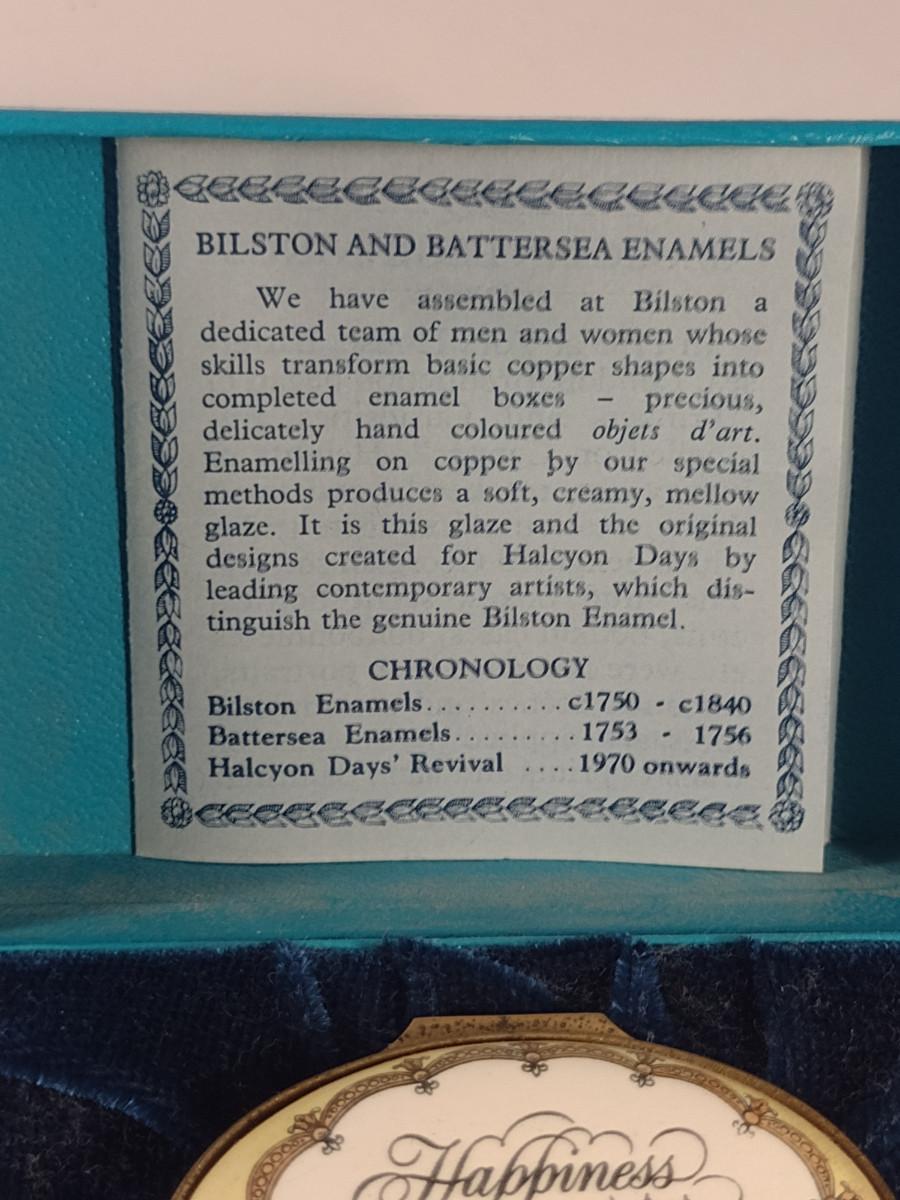 BILSTON AND BATTERSEA ENAMELS
We have assembled at Bilston a
dedicated team of men and women whose
skills transform basic copper shapes into
completed enamel boxes – precious,
delicately hand coloured objets d'art.
Enamelling on copper by our special
methods produces a soft, creamy, mellow
glaze. It is this glaze and the original
designs created for Halcyon Days by
leading contemporary artists, which dis-
tinguish the genuine Bilston Enamel.
CHRONOLOGY
Bilston Enamels..........c1750 - c1840
Battersea Enamels.........1753 - 1756
Halcyon Days' Revival ....1970 onwards
Happiness